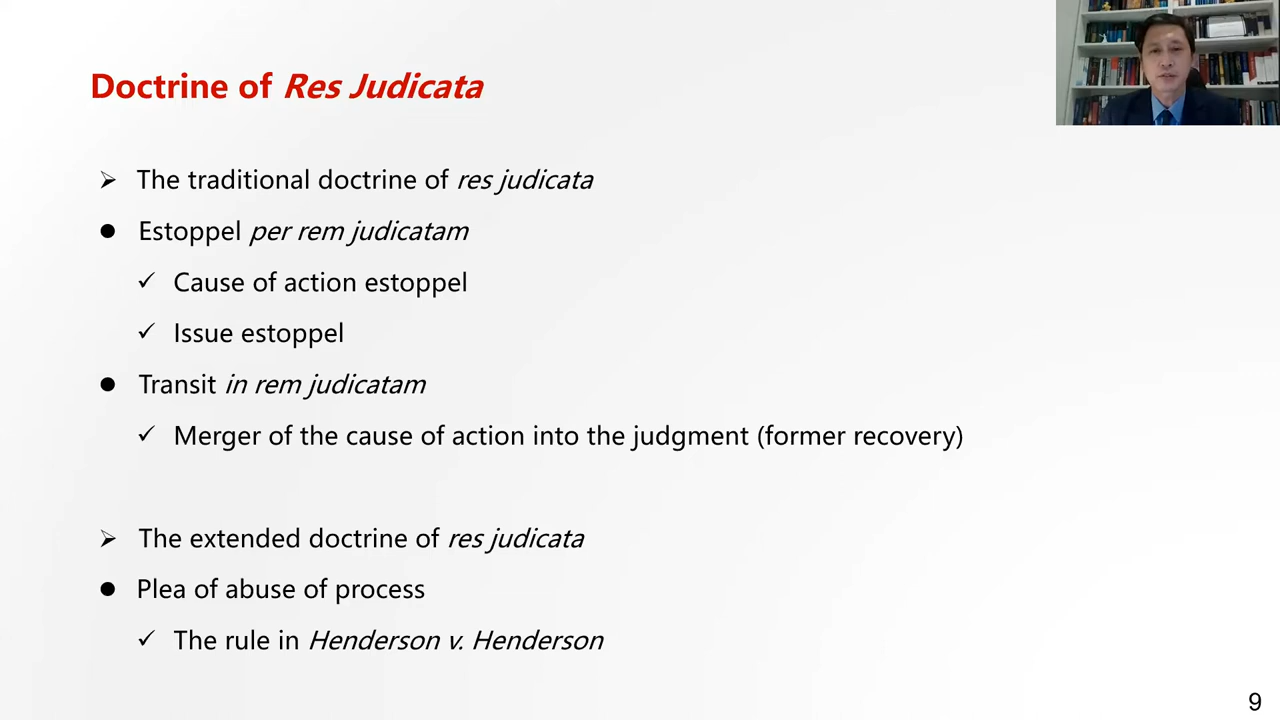 Doctrine of Res Judicata
The traditional doctrine of res judicata
Estoppel per rem judicatam
Cause of action estoppel
Issue estoppel
Transit in rem judicatam
Merger of the cause of action into the judgment (former recovery)
The extended doctrine of res judicata
Plea of abuse of process
The rule in Henderson v. Henderson
9